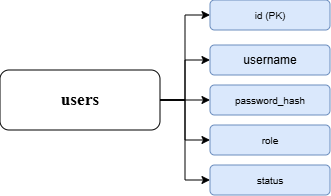 users
id (PK)
username
password_hash
role
status